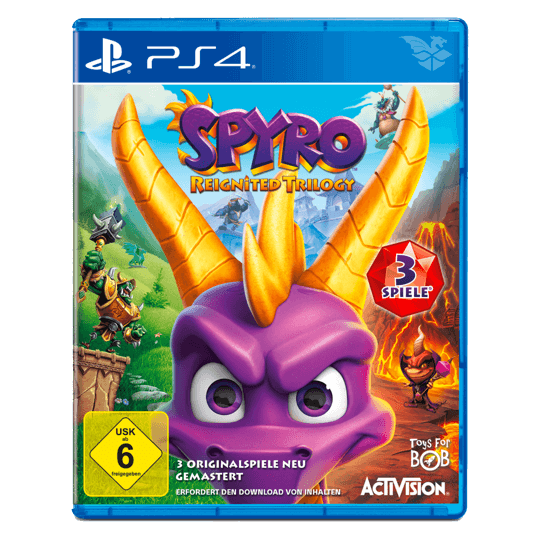 PS4
SPYRO
REIGNITED TRILOGY
3
SPIELE*
USK
ab
6
freigegeben
3 ORIGINALSPIELE NEU
GEMASTERT
ERFORDERT DEN DOWNLOAD VON INHALTEN
Toys For
BOB
ACTIVISION